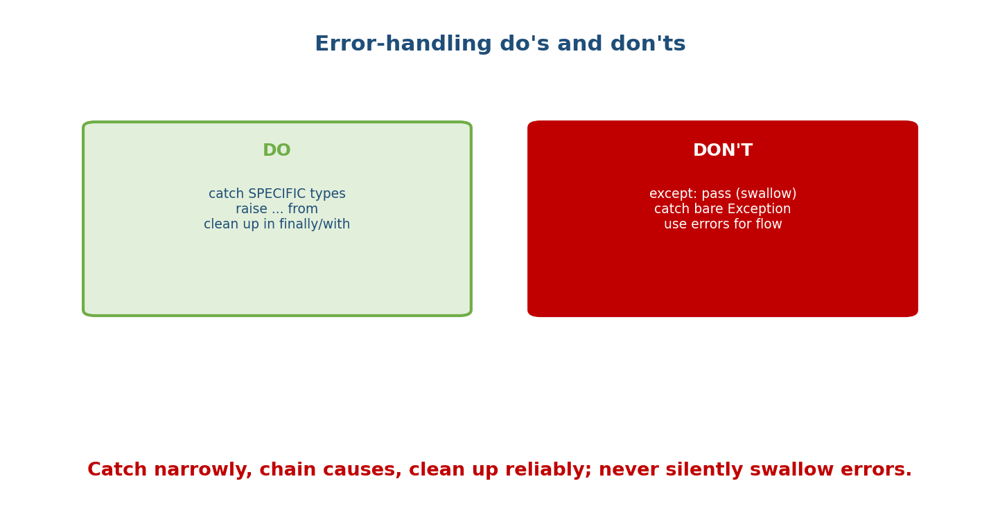 Error-handling do's and don'ts
DO
catch SPECIFIC types
raise ... from
clean up in finally/with
DON'T
except: pass (swallow)
catch bare Exception
use errors for flow
Catch narrowly, chain causes, clean up reliably; never silently swallow errors.